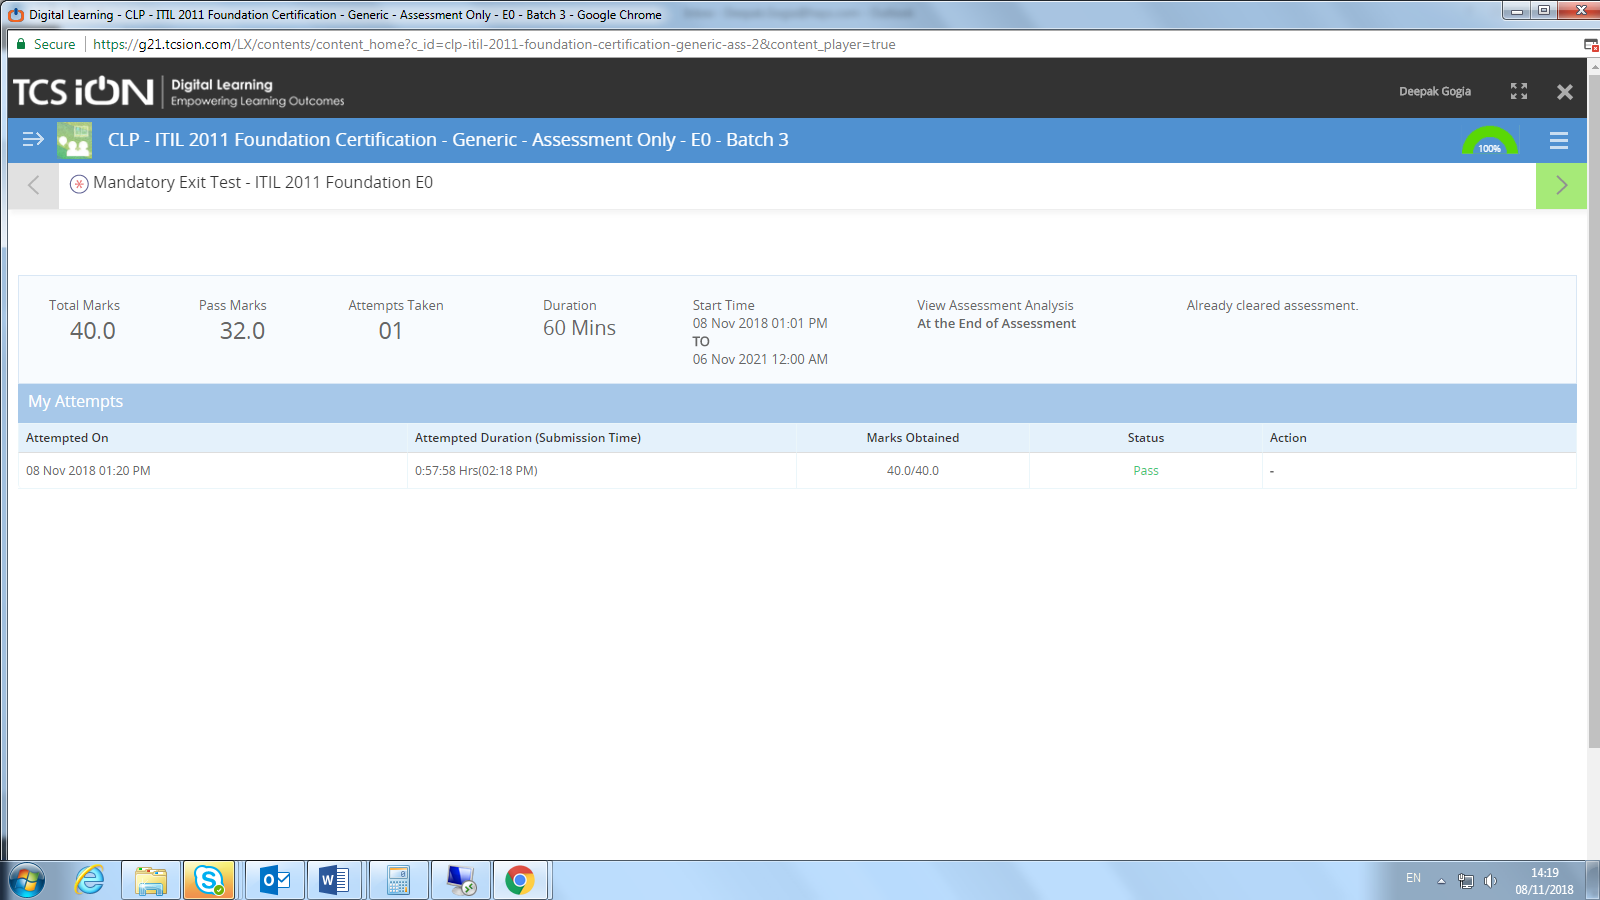 Digital Learning - CLP - ITIL 2011 Foundation Certification - Generic - Assessment Only - E0 - Batch 3 - Google Chrome
Secure https://g21.tcsion.com/LX/contents/content_home?c_id=clp-itil-2011-foundation-certification-generic-ass-2&content_player=true
TCS iON Digital Learning
Empowering Learning Outcomes
Deepak Gogia
CLP - ITIL 2011 Foundation Certification - Generic - Assessment Only - E0 - Batch 3
100%
Mandatory Exit Test - ITIL 2011 Foundation E0
Total Marks Pass Marks Attempts Taken Duration Start Time View Assessment Analysis Already cleared assessment.
40.0 32.0 01 60 Mins 08 Nov 2018 01:01 PM At the End of Assessment
TO
06 Nov 2021 12:00 AM
My Attempts
Attempted On Attempted Duration (Submission Time) Marks Obtained Status Action
08 Nov 2018 01:20 PM 0:57:58 Hrs(02:18 PM) 40.0/40.0 Pass -
EN 14:19
08/11/2018